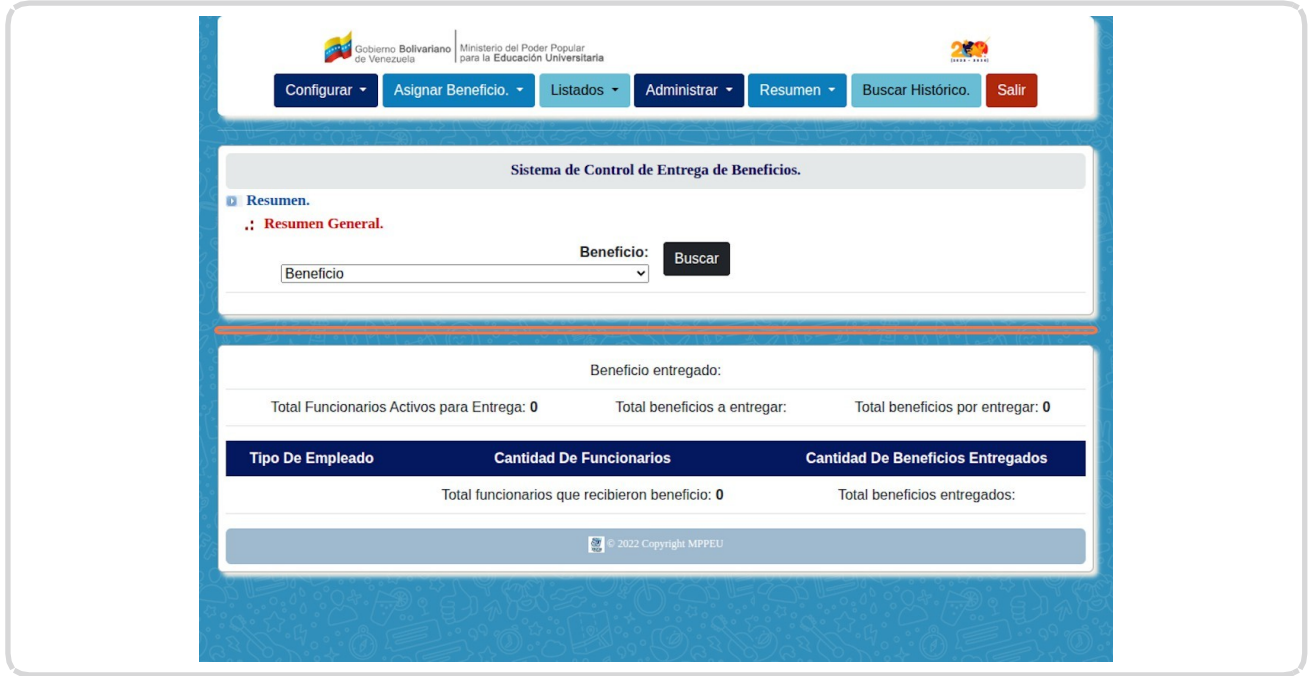 Gobierno Bolivariano de Venezuela
Ministerio del Poder Popular para la Educación Universitaria
Configurar
Asignar Beneficio.
Listados
Administrar
Resumen
Buscar Histórico.
Salir
Sistema de Control de Entrega de Beneficios.
Resumen.
.: Resumen General.
Beneficio:
Beneficio
Buscar
Beneficio entregado:
Total Funcionarios Activos para Entrega: 0
Total beneficios a entregar:
Total beneficios por entregar: 0
Tipo De Empleado
Cantidad De Funcionarios
Cantidad De Beneficios Entregados
Total funcionarios que recibieron beneficio: 0
Total beneficios entregados:
© 2022 Copyright MPPEU